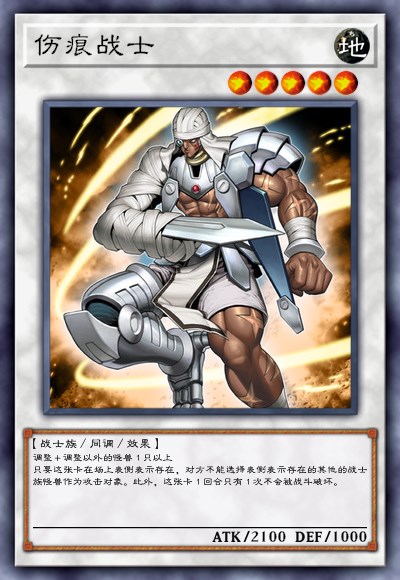 伤痕战士
地
【战士族／同调／效果】
调整＋调整以外的怪兽1只以上
只要这张卡在场上表侧表示存在，对方不能选择表侧表示存在的其他的战士
族怪兽作为攻击对象。此外，这张卡1回合只有1次不会被战斗破坏。
ATK/2100 DEF/1000